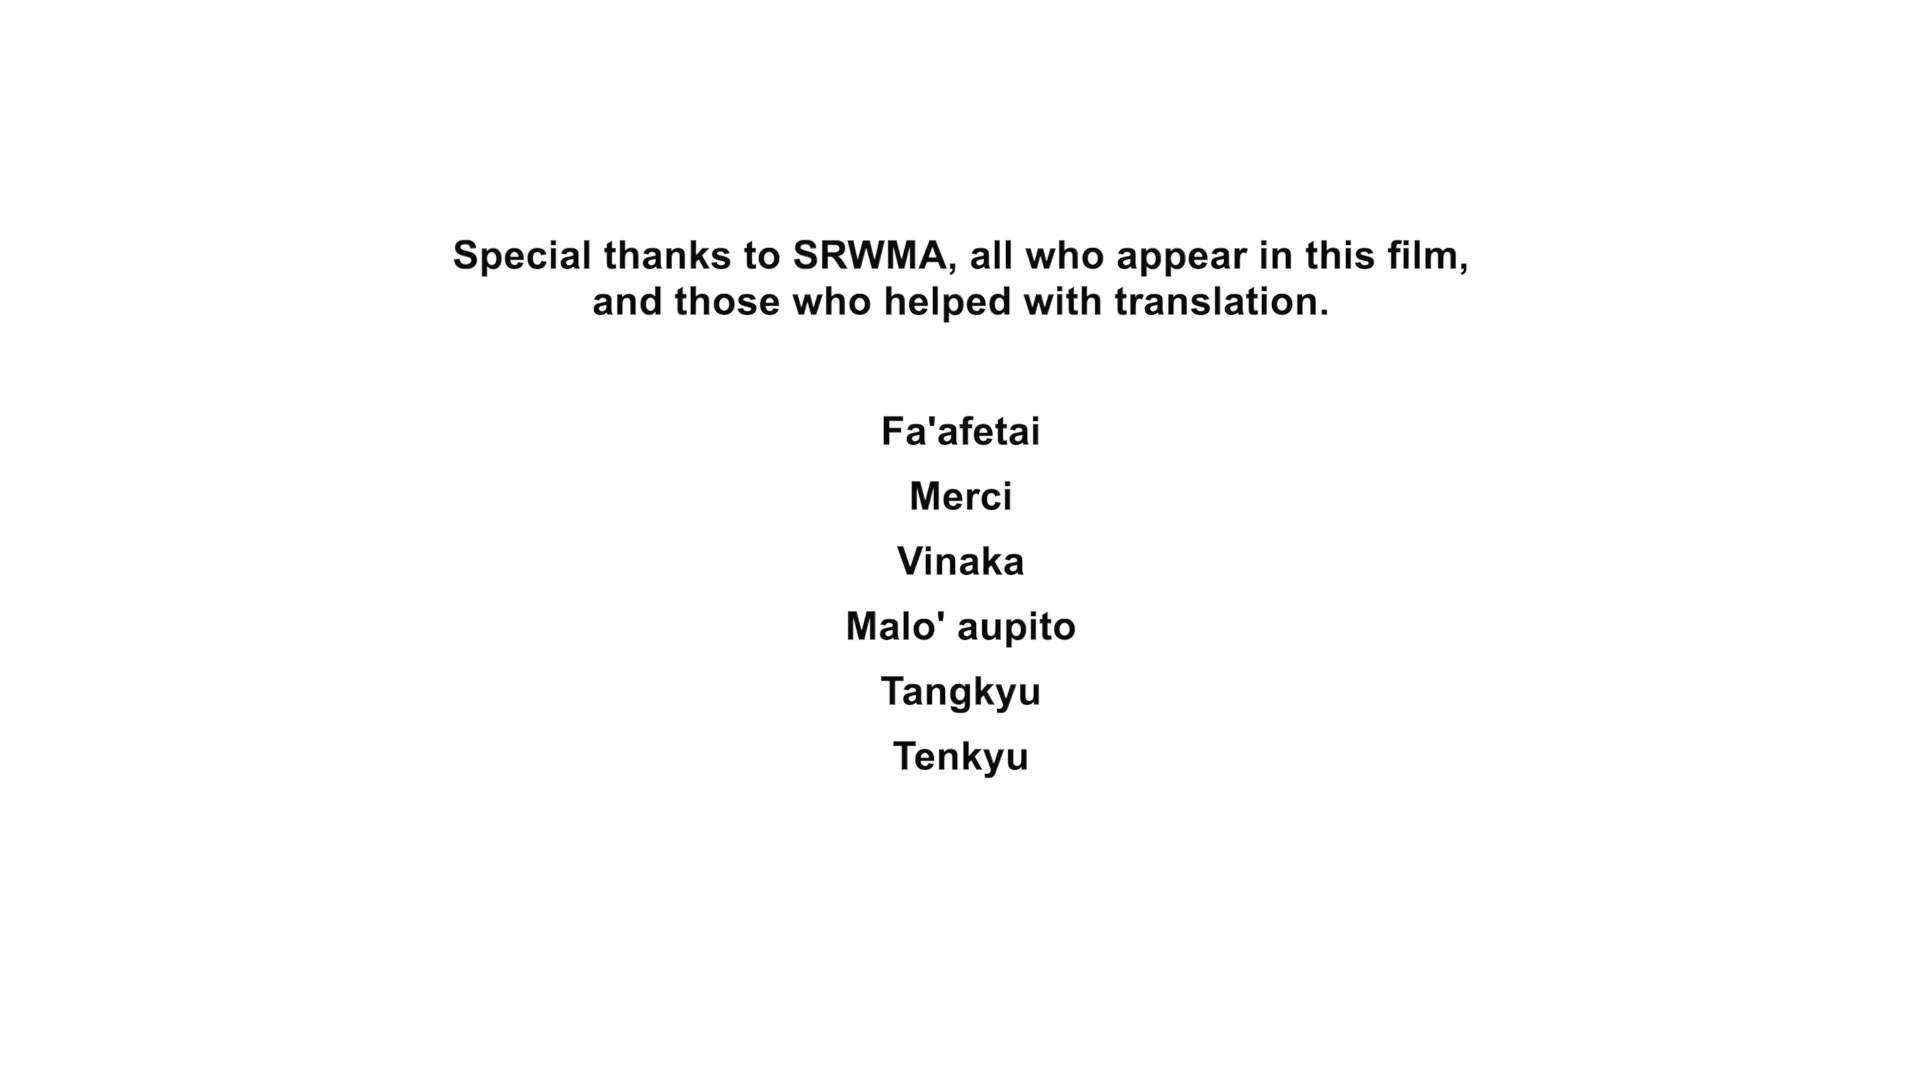 Special thanks to SRWMA, all who appear in this film,
and those who helped with translation.
Fa'afetai
Merci
Vinaka
Malo' aupito
Tangkyu
Tenkyu